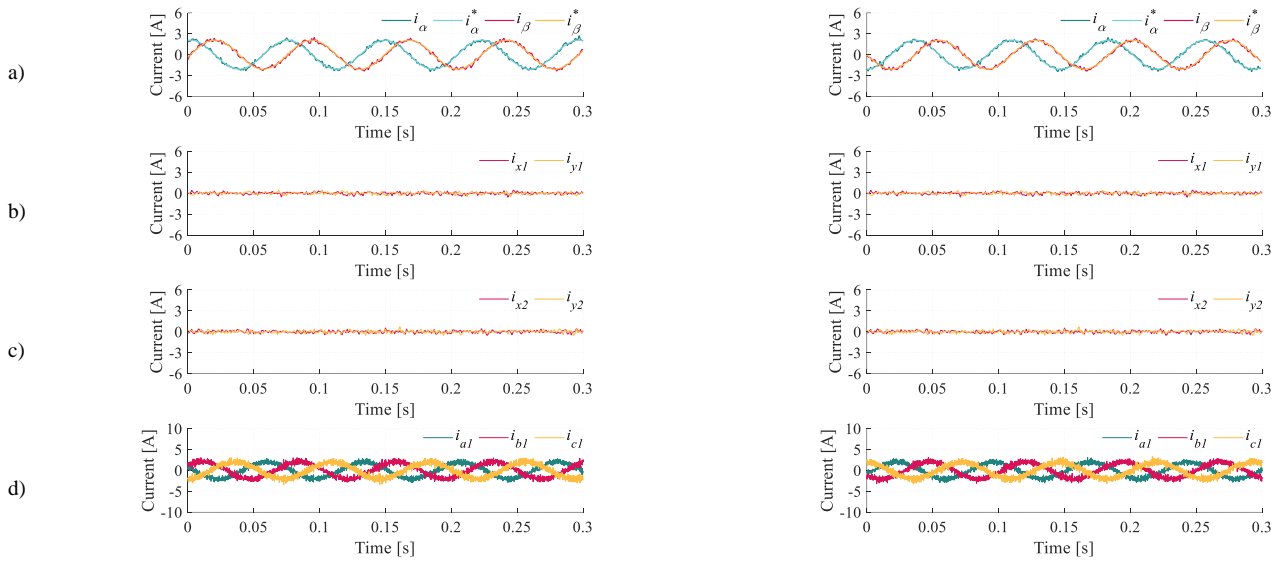 a)
Current [A]
6
3
0
-3
-6
i_α i_α^* i_β i_β^*
0 0.05 0.1 0.15 0.2 0.25 0.3
Time [s]
Current [A]
6
3
0
-3
-6
i_α i_α^* i_β i_β^*
0 0.05 0.1 0.15 0.2 0.25 0.3
Time [s]
b)
Current [A]
6
3
0
-3
-6
i_x1 i_y1
0 0.05 0.1 0.15 0.2 0.25 0.3
Time [s]
Current [A]
6
3
0
-3
-6
i_x1 i_y1
0 0.05 0.1 0.15 0.2 0.25 0.3
Time [s]
c)
Current [A]
6
3
0
-3
-6
i_x2 i_y2
0 0.05 0.1 0.15 0.2 0.25 0.3
Time [s]
Current [A]
6
3
0
-3
-6
i_x2 i_y2
0 0.05 0.1 0.15 0.2 0.25 0.3
Time [s]
d)
Current [A]
10
5
0
-5
-10
i_a1 i_b1 i_c1
0 0.05 0.1 0.15 0.2 0.25 0.3
Time [s]
Current [A]
10
5
0
-5
-10
i_a1 i_b1 i_c1
0 0.05 0.1 0.15 0.2 0.25 0.3
Time [s]